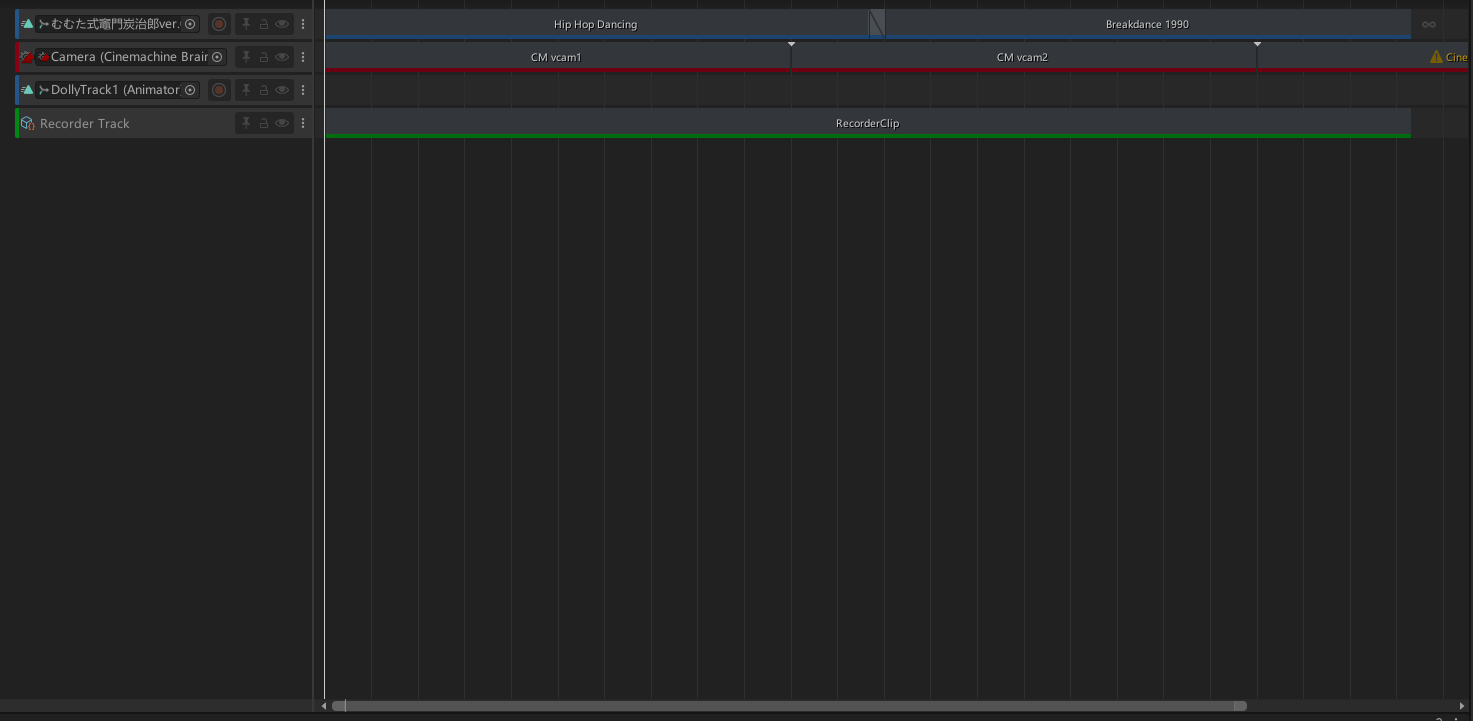 むむた式竈門炭治郎ver.
Hip Hop Dancing
Breakdance 1990
Camera (Cinemachine Brain
CM vcam1
CM vcam2
Cine
DollyTrack1 (Animator
Recorder Track
RecorderClip